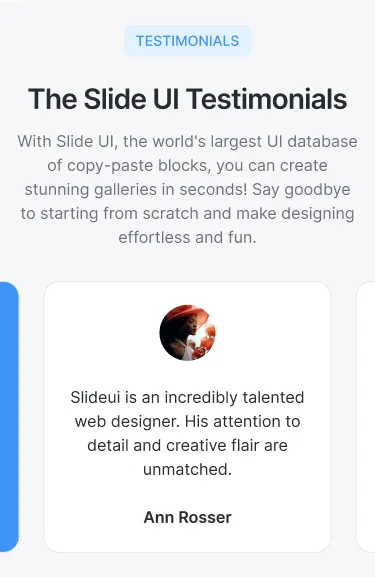 TESTIMONIALS
The Slide UI Testimonials
With Slide UI, the world's largest UI database
of copy-paste blocks, you can create
stunning galleries in seconds! Say goodbye
to starting from scratch and make designing
effortless and fun.
Slideui is an incredibly talented
web designer. His attention to
detail and creative flair are
unmatched.
Ann Rosser